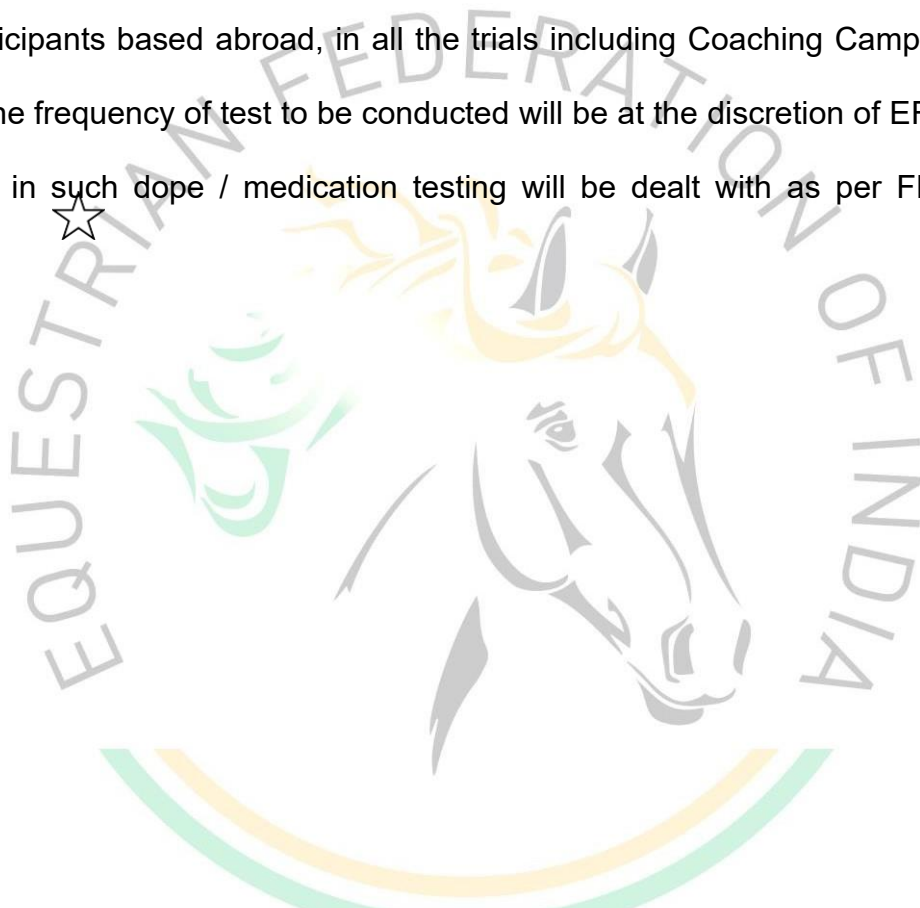 icipants based abroad, in all the trials including Coaching Camp
ne frequency of test to be conducted will be at the discretion of EF
in such dope / medication testing will be dealt with as per F
EQUESTRIAN FEDERATION OF INDIA